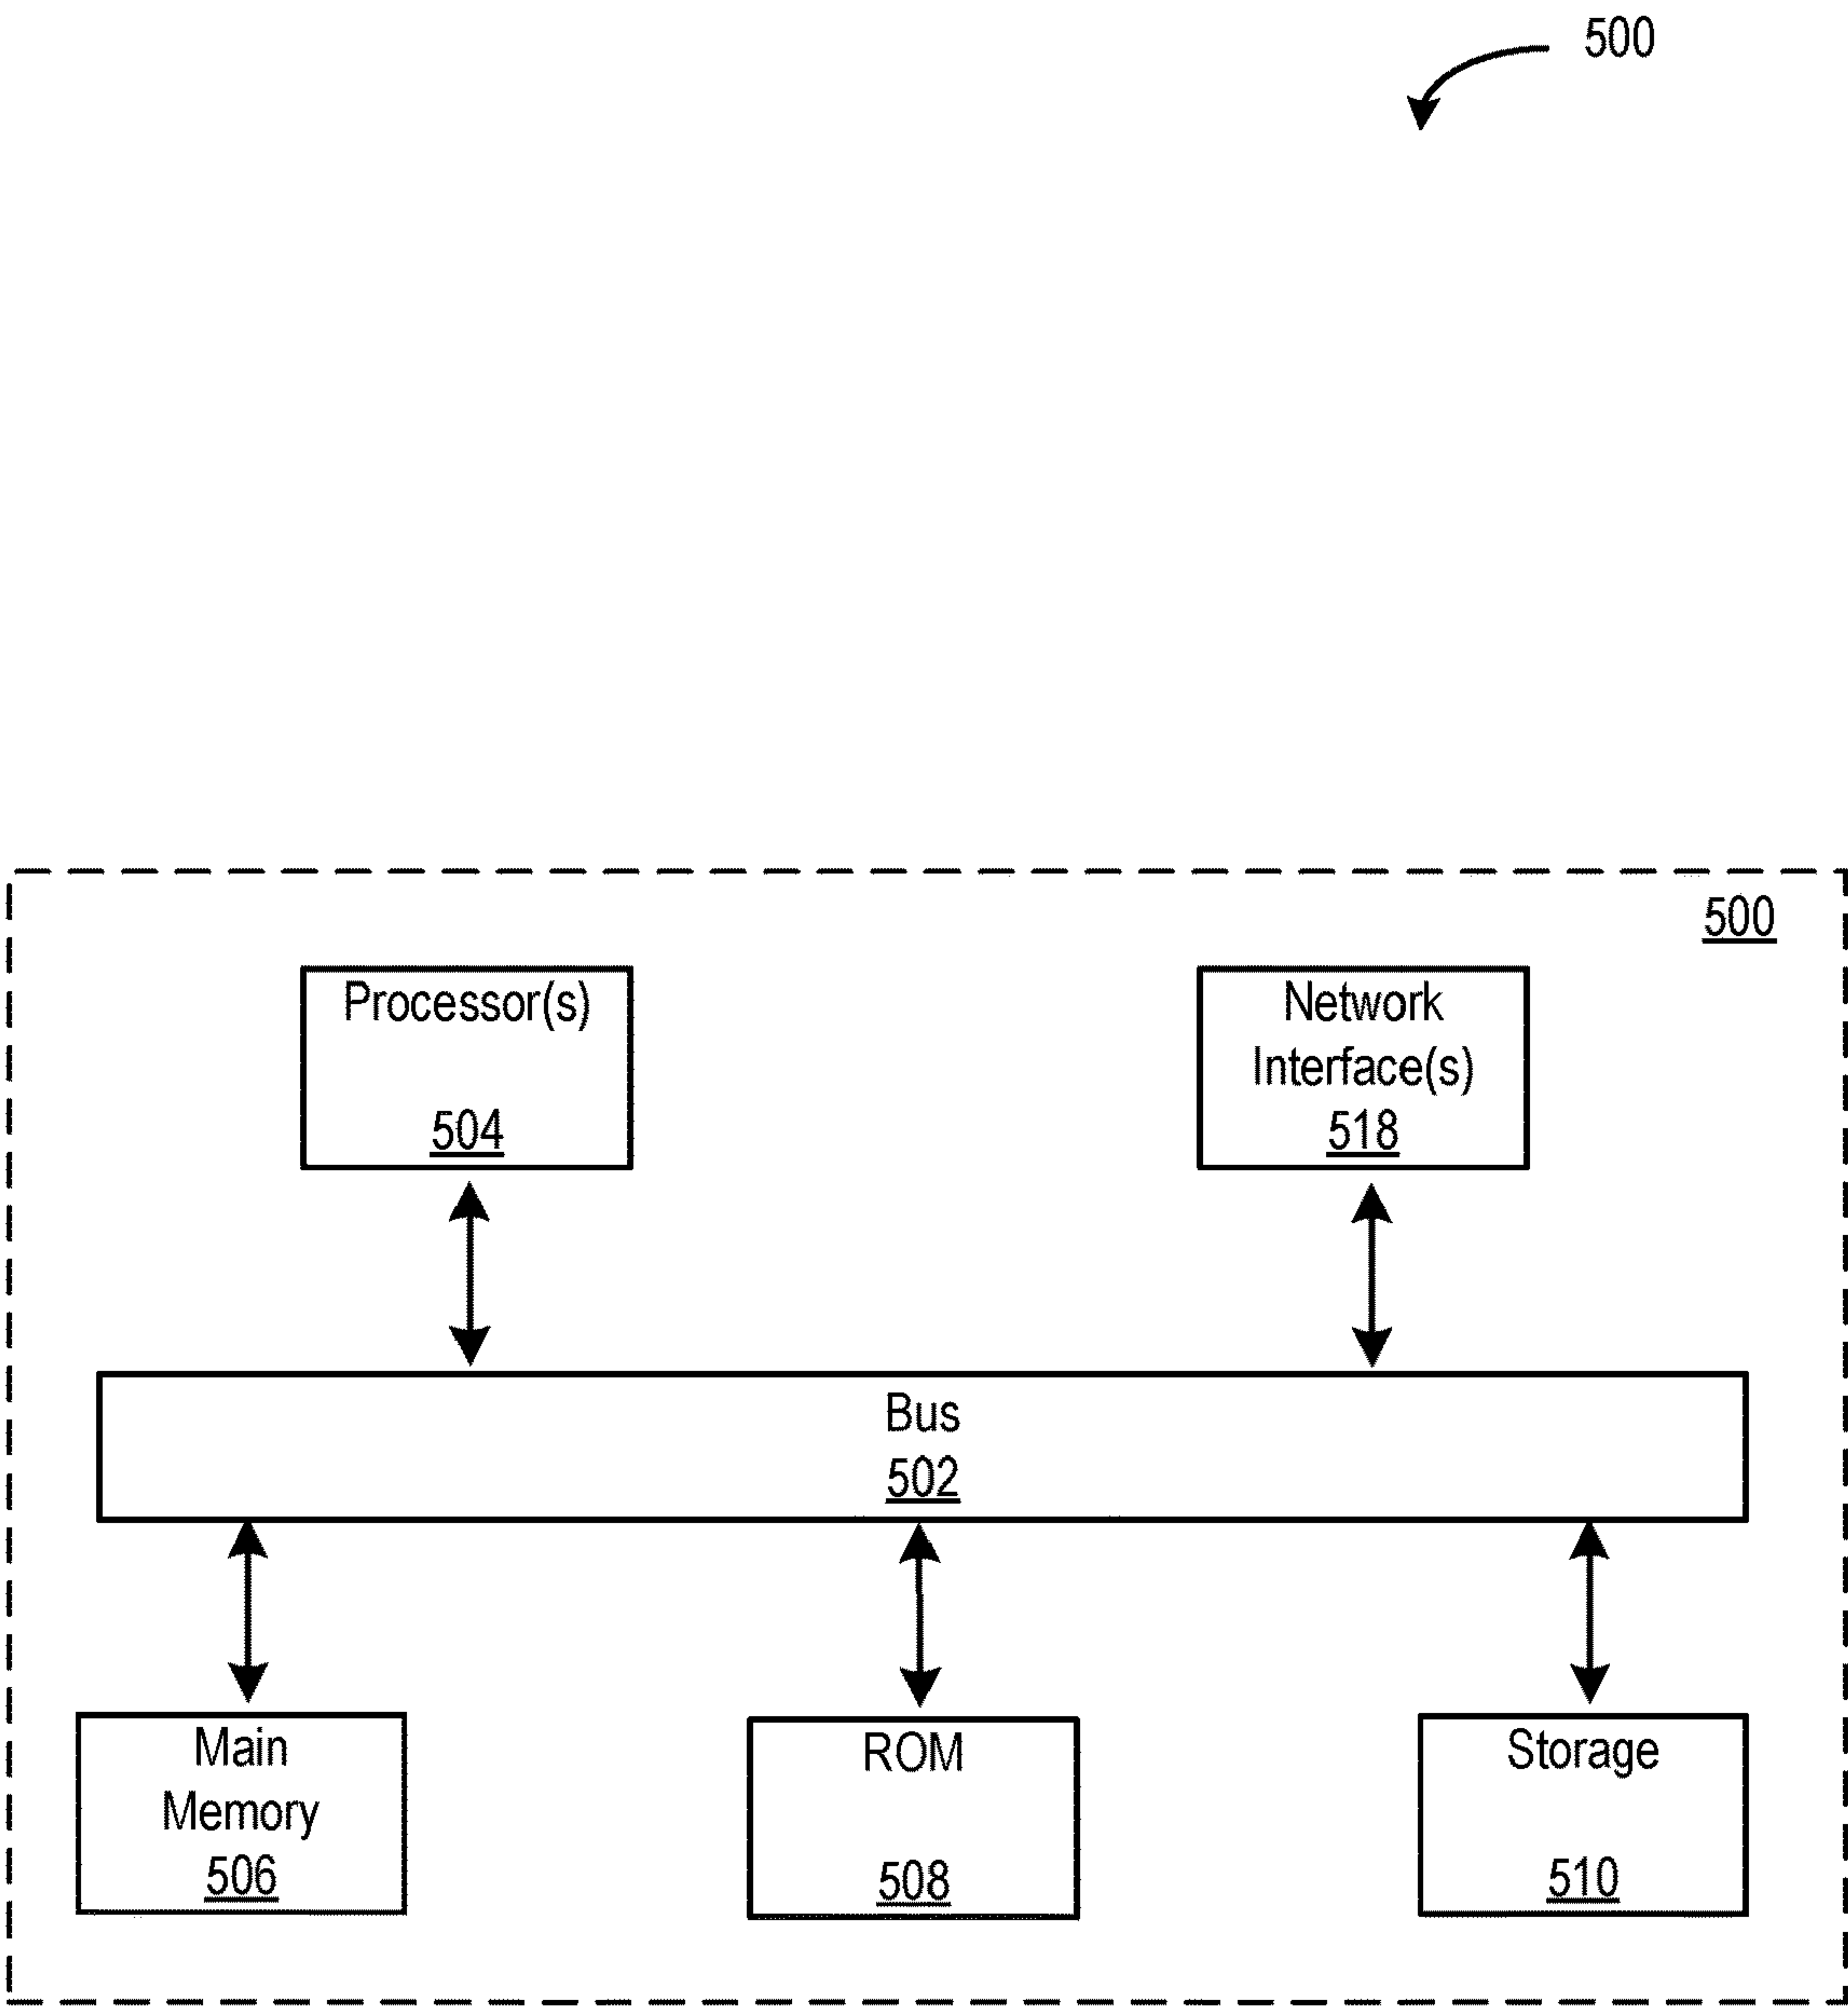 500
500
Processor(s)
504
Network
Interface(s)
518
Bus
502
Main
Memory
506
ROM
508
Storage
510